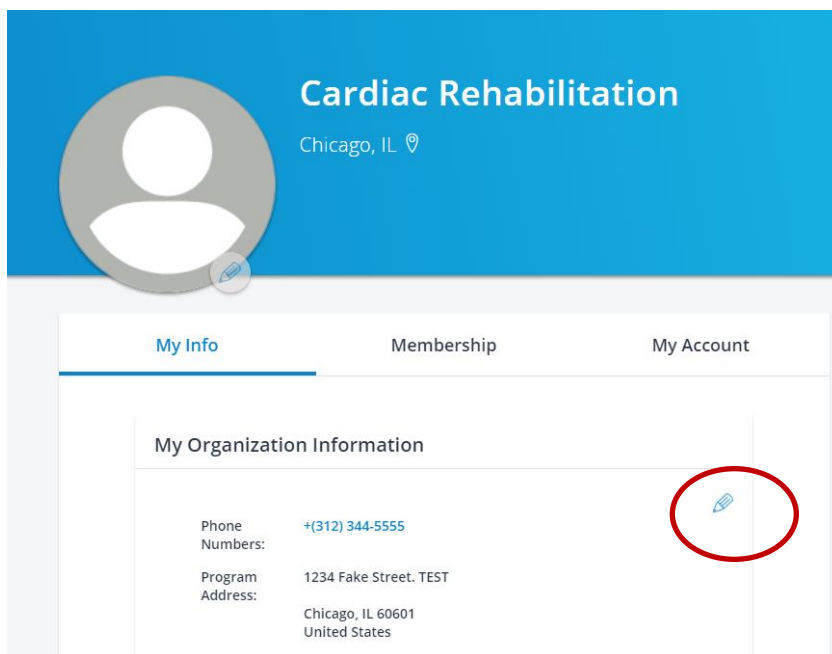 Cardiac Rehabilitation
Chicago, IL
My Info
Membership
My Account
My Organization Information
Phone
Numbers:
+(312) 344-5555
Program
Address:
1234 Fake Street. TEST
Chicago, IL 60601
United States